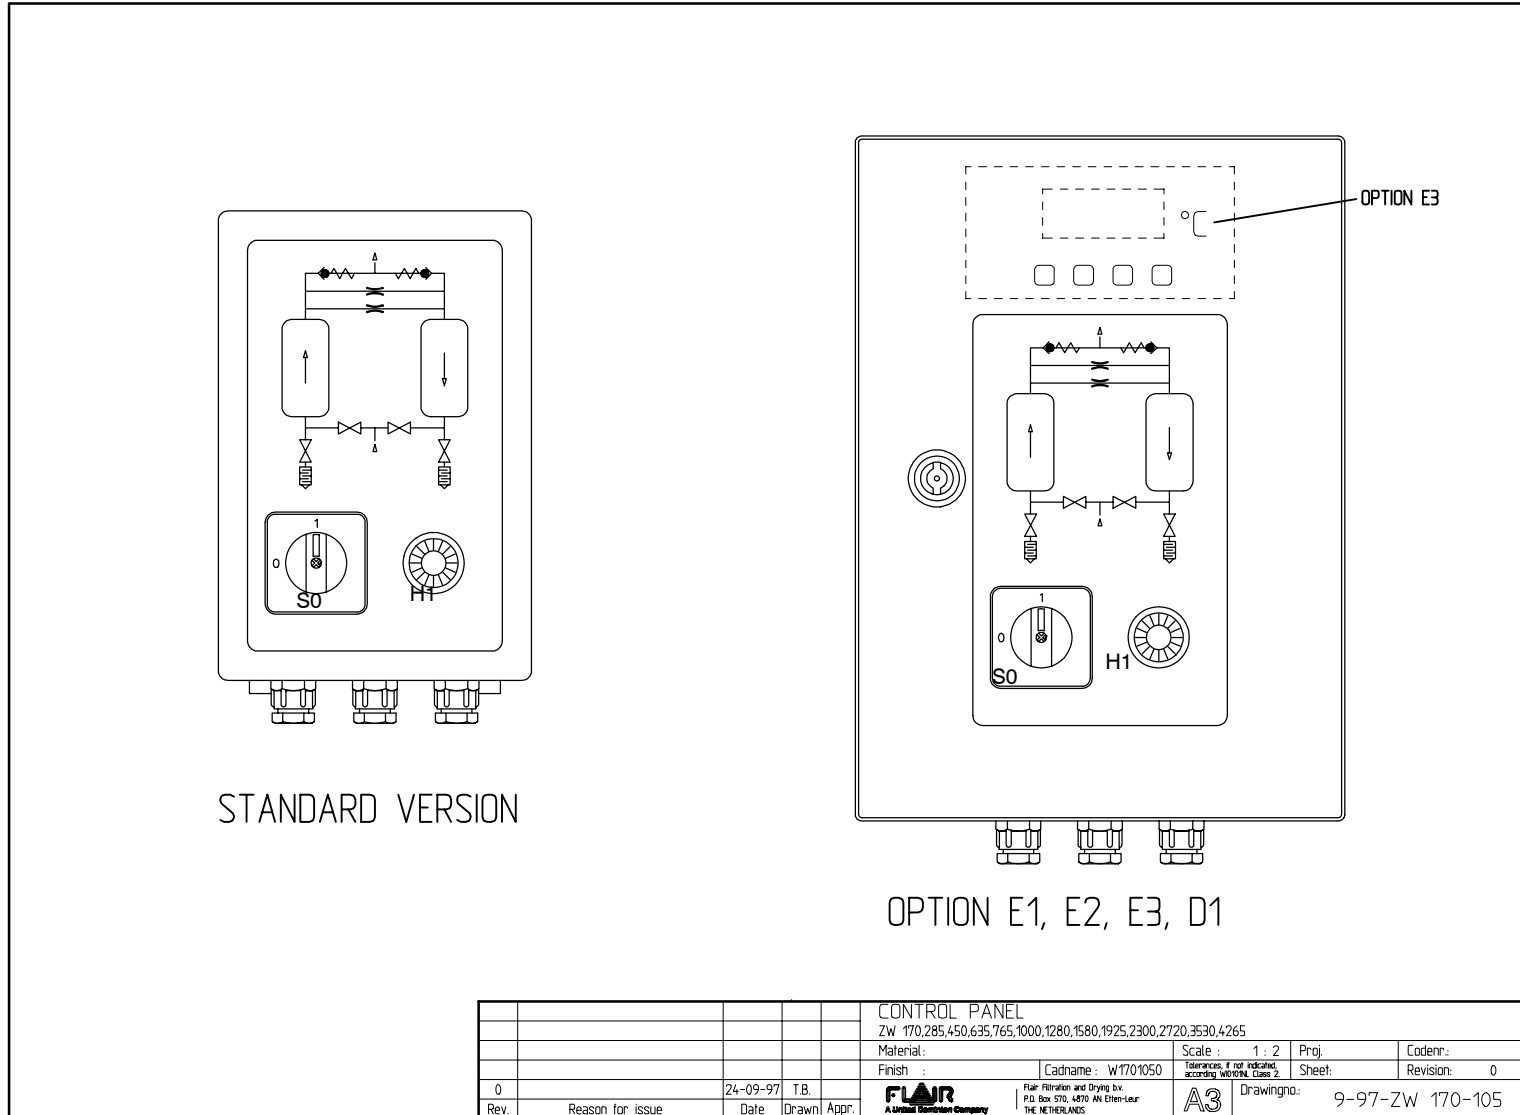 OPTION E3
1
0
S0
H1
1
0
S0
H1
STANDARD VERSION
OPTION E1, E2, E3, D1
CONTROL PANEL
ZW 170,285,450,635,765,1000,1280,1580,1925,2300,2720,3530,4265
Material:
Scale : 1 : 2
Proj.
Codenr.:
Finish :
Cadname : W1701050
Tolerances, if not indicated,
according W10101NL Class 2.
Sheet:
Revision: 0
0 24-09-97 T.B.
Rev. Reason for issue Date Drawn Appr.
FLAIR
A United Dominion Company
Flair Filtration and Drying b.v.
P.O. Box 570, 4870 AN Etten-Leur
THE NETHERLANDS
A3
Drawingno.:
9-97-ZW 170-105